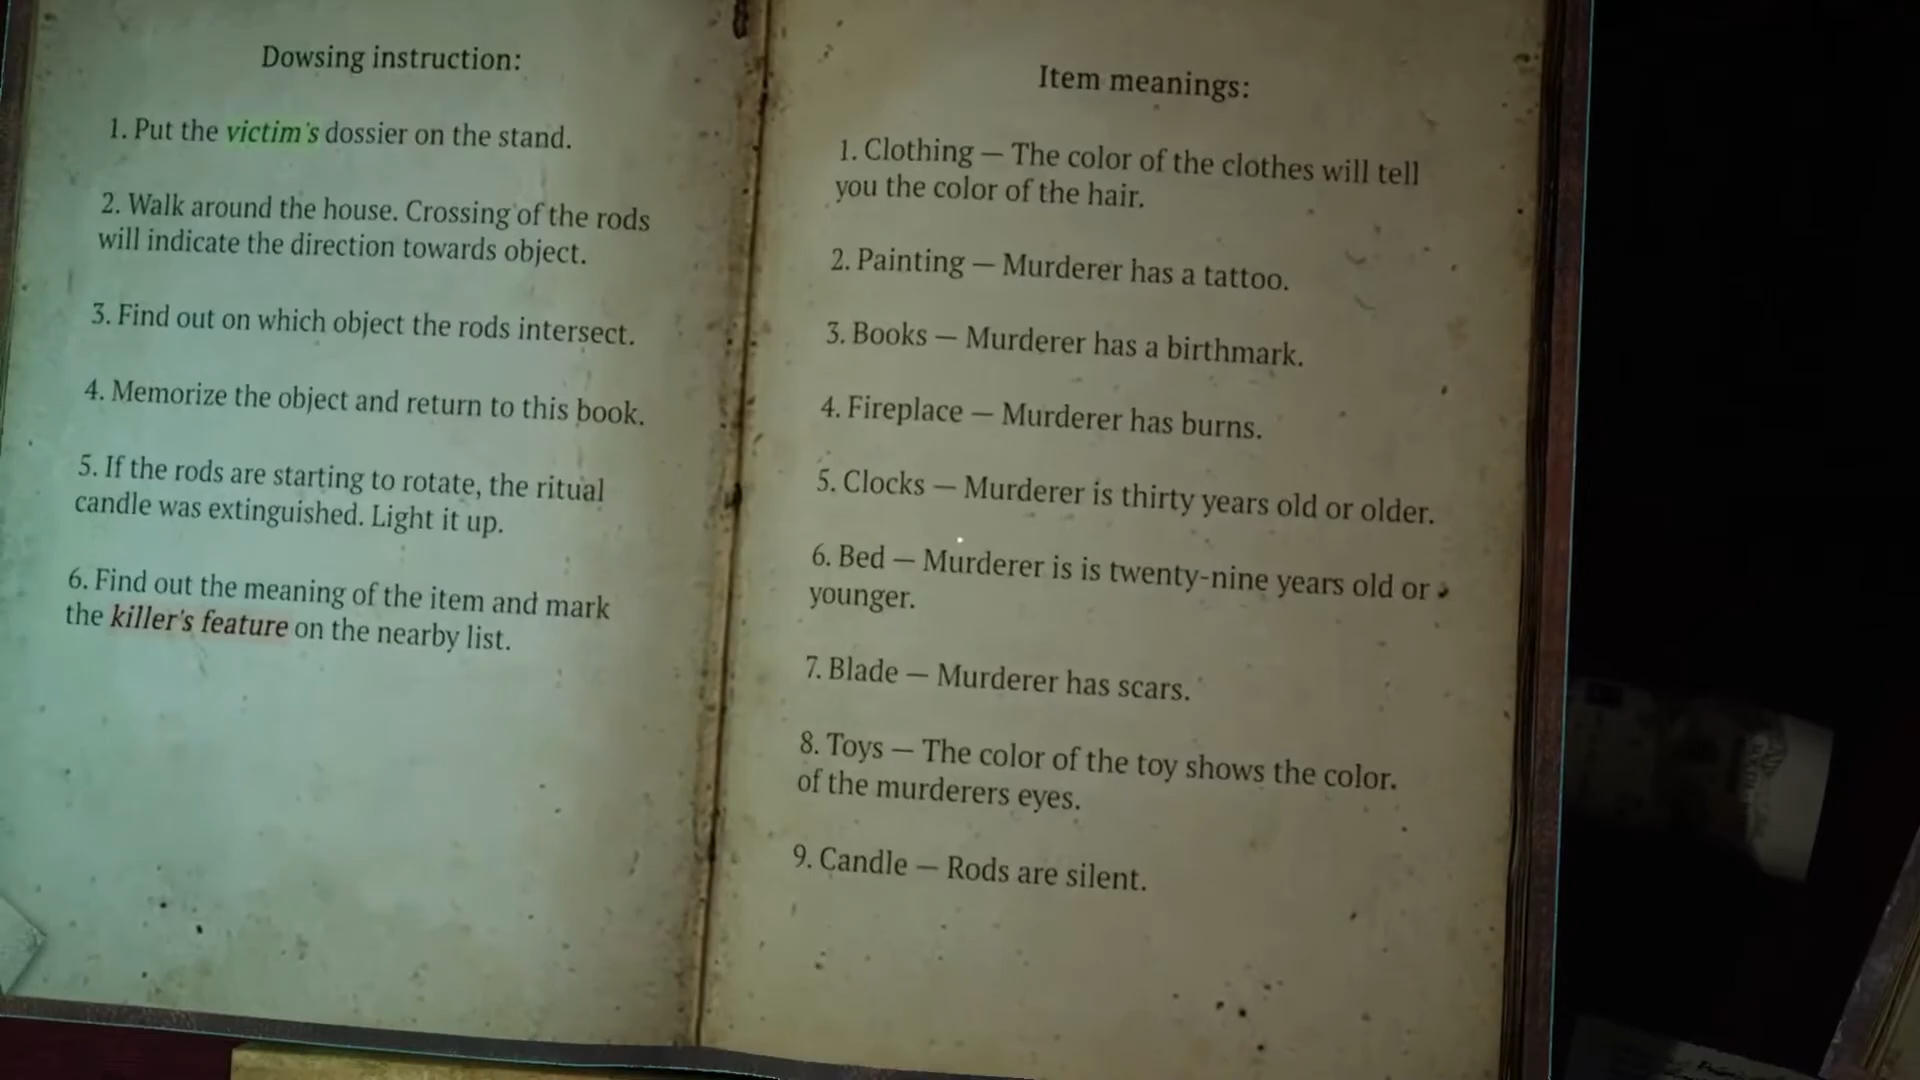 Dowsing instruction:
1. Put the victim's dossier on the stand.
2. Walk around the house. Crossing of the rods
will indicate the direction towards object.
3. Find out on which object the rods intersect.
4. Memorize the object and return to this book.
5. If the rods are starting to rotate, the ritual
candle was extinguished. Light it up.
6. Find out the meaning of the item and mark
the killer's feature on the nearby list.
Item meanings:
1. Clothing — The color of the clothes will tell
you the color of the hair.
2. Painting — Murderer has a tattoo.
3. Books — Murderer has a birthmark.
4. Fireplace — Murderer has burns.
5. Clocks — Murderer is thirty years old or older.
6. Bed — Murderer is is twenty-nine years old or
younger.
7. Blade — Murderer has scars.
8. Toys — The color of the toy shows the color.
of the murderers eyes.
9. Candle — Rods are silent.